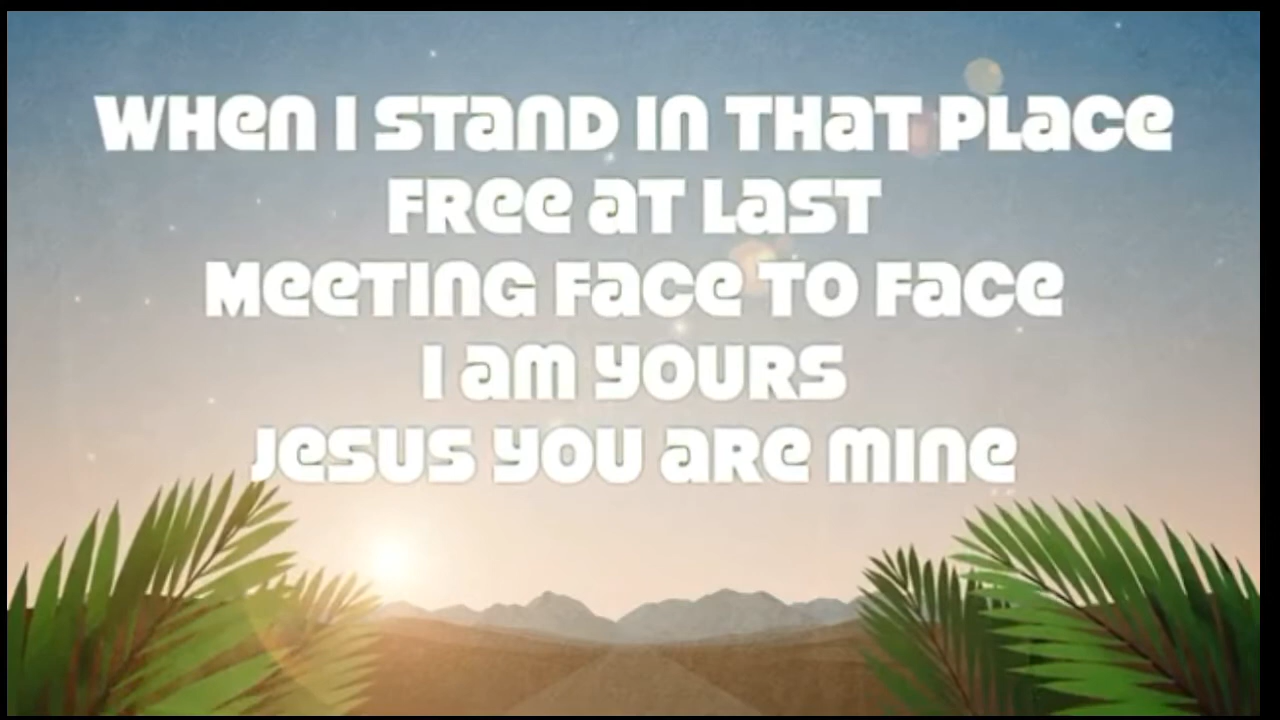 When I stand in that place
Free at last
Meeting face to face
I am yours
Jesus you are mine